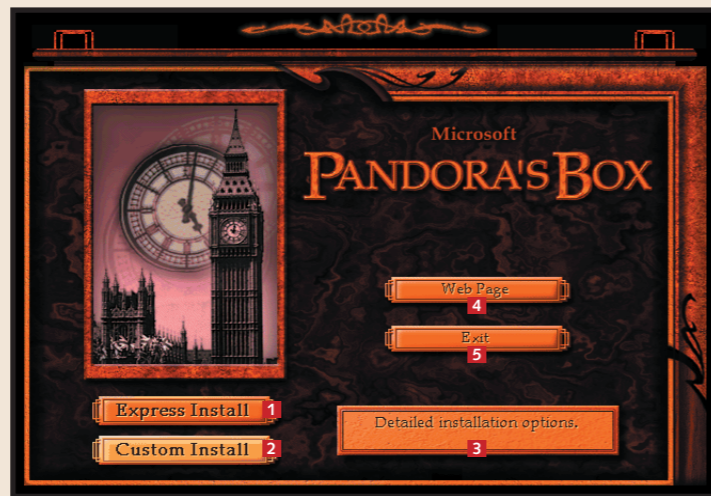 Microsoft
PANDORA'S BOX
Web Page
4
Exit
5
Express Install 1
Custom Install 2
Detailed installation options.
3